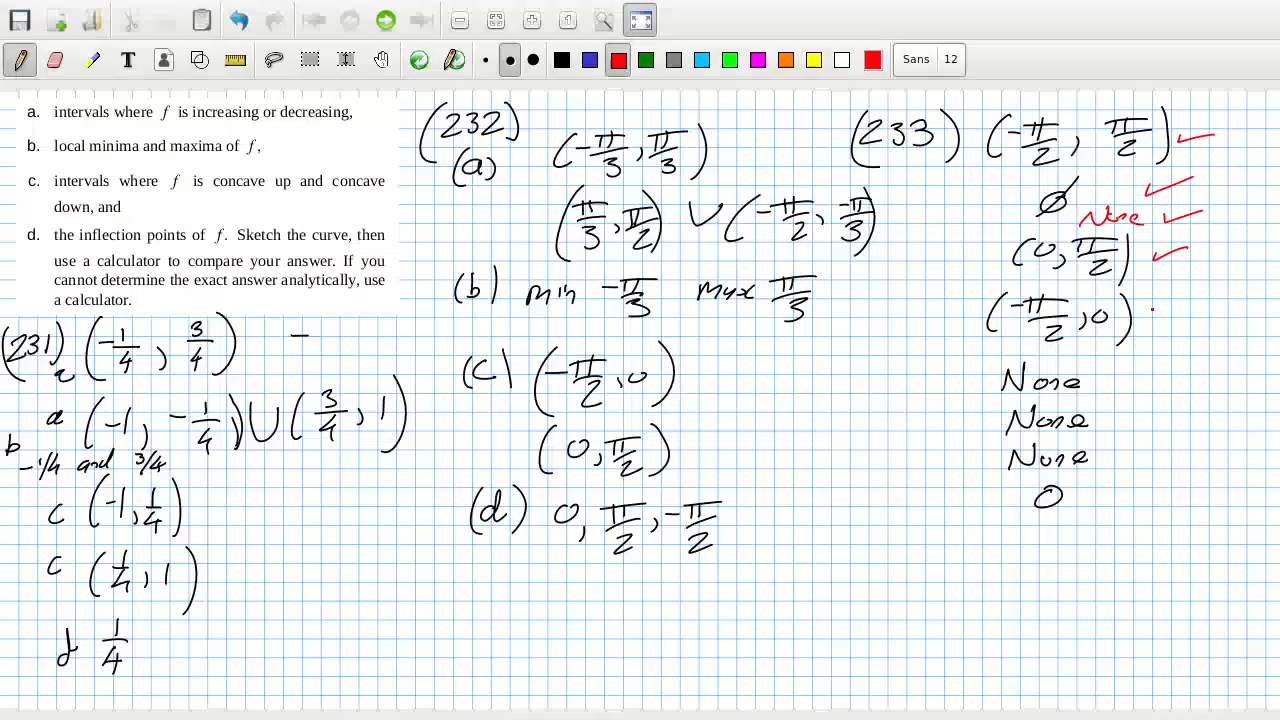 Sans 12
a. intervals where f is increasing or decreasing,
b. local minima and maxima of f,
c. intervals where f is concave up and concave
down, and
d. the inflection points of f. Sketch the curve, then
use a calculator to compare your answer. If you
cannot determine the exact answer analytically, use
a calculator.
(231) (-1/4, 3/4) —
a (-1, -1/4) ∪ (3/4, 1)
b
-1/4 and 3/4
c (-1, 1/4)
c (1/4, 1)
d 1/4
(232)
(a) (-π/3, π/3)
(π/3, π/2) ∪ (-π/2, -π/3)
(b) min -π/3 max π/3
(c) (-π/2, 0)
(0, π/2)
(d) 0, π/2, -π/2
(233) (-π/2, π/2) ✓
∅ ✓
None ✓
(0, π/2) ✓
(-π/2, 0)
None
None
None
0